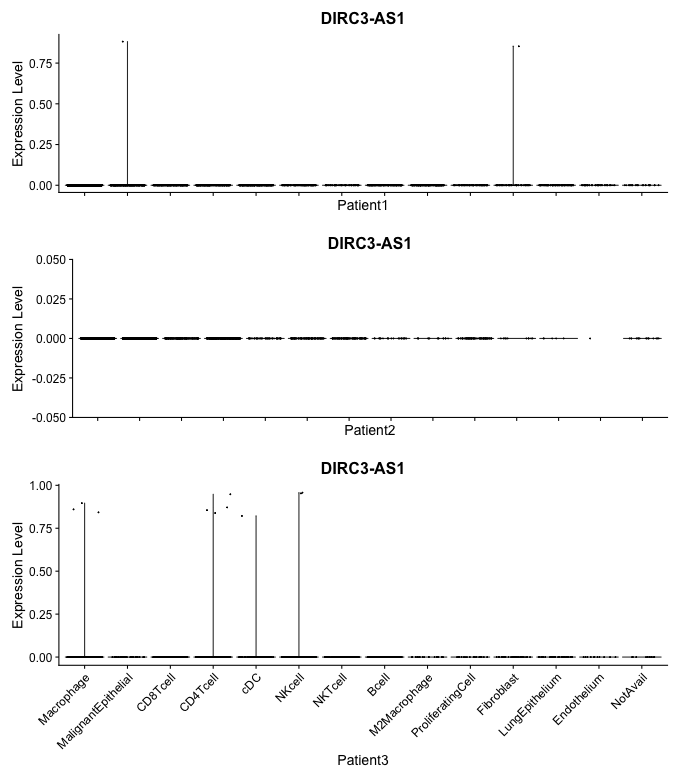 DIRC3-AS1
Expression Level
0.75
0.50
0.25
0.00
Patient1
DIRC3-AS1
Expression Level
0.050
0.025
0.000
-0.025
-0.050
Patient2
DIRC3-AS1
Expression Level
1.00
0.75
0.50
0.25
0.00
Macrophage
MalignantEpithelial
CD8Tcell
CD4Tcell
cDC
NKcell
NKTcell
Bcell
M2Macrophage
ProliferatingCell
Fibroblast
LungEpithelium
Endothelium
NotAvail
Patient3